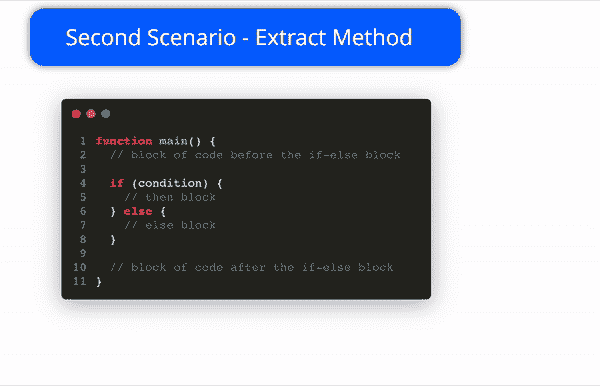 Second Scenario - Extract Method
1 function main() {
2   // block of code before the if-else block
3
4   if (condition) {
5     // then block
6   } else {
7     // else block
8   }
9
10   // block of code after the if-else block
11 }